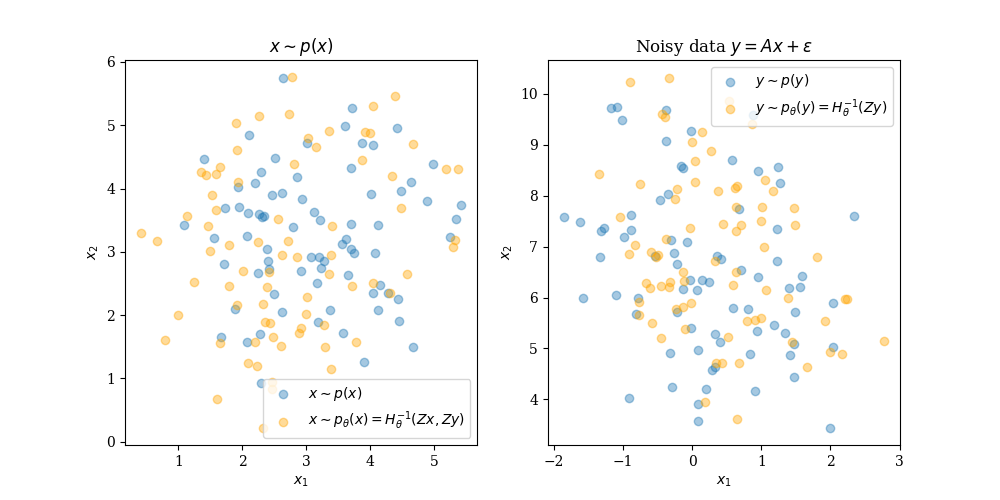 x ~ p(x)
6
5
4
3
2
1
0
x₂
1
2
3
4
5
x₁
x ~ p(x)
x ~ p_θ(x) = H_θ⁻¹(Zx, Zy)
Noisy data y = Ax + ε
10
9
8
7
6
5
4
x₂
−2
−1
0
1
2
3
x₁
y ~ p(y)
y ~ p_θ(y) = H_θ⁻¹(Zy)